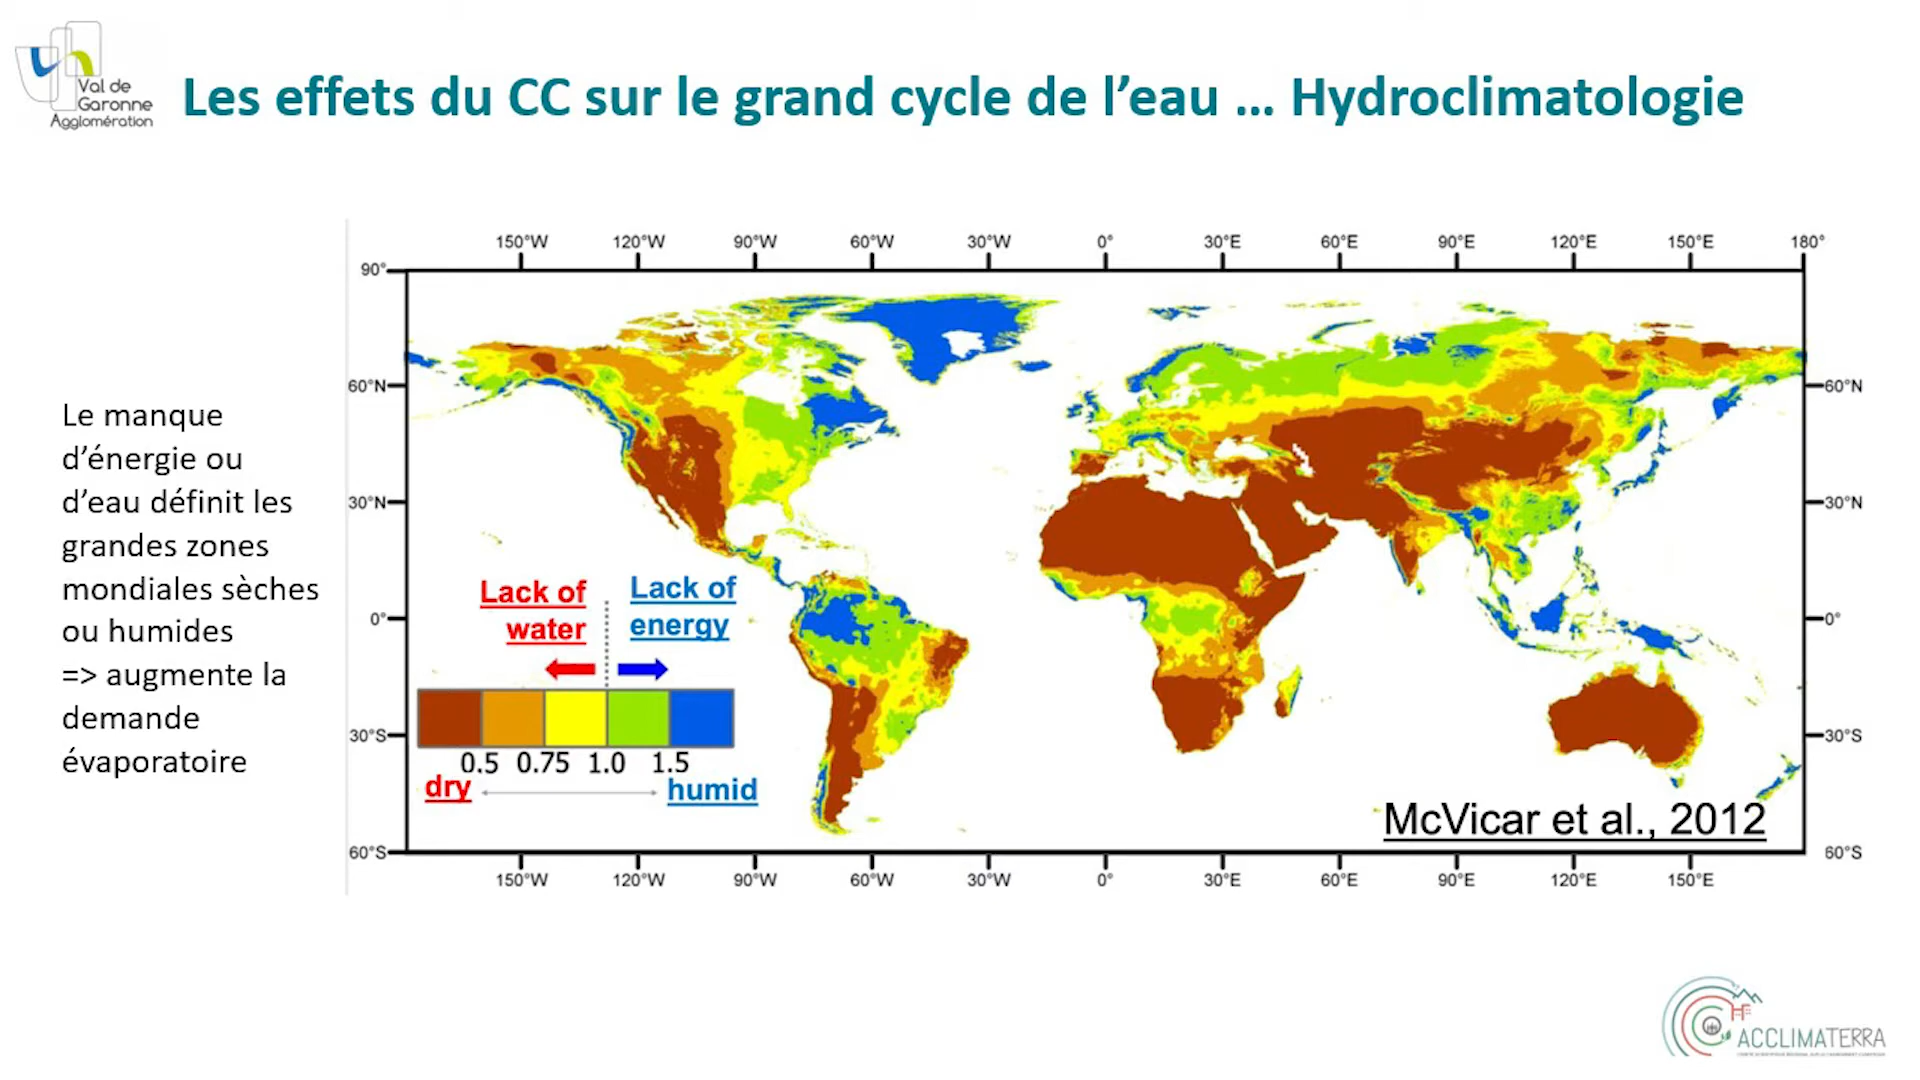 Val de
Garonne
Agglomération
Les effets du CC sur le grand cycle de l'eau ... Hydroclimatologie
Le manque
d'énergie ou
d'eau définit les
grandes zones
mondiales sèches
ou humides
=> augmente la
demande
évaporatoire
150°W 120°W 90°W 60°W 30°W 0° 30°E 60°E 90°E 120°E 150°E 180°
90°
60°N 60°N
30°N 30°N
0° 0°
30°S 30°S
60°S 60°S
Lack of
water
Lack of
energy
0.5 0.75 1.0 1.5
dry humid
McVicar et al., 2012
150°W 120°W 90°W 60°W 30°W 0° 30°E 60°E 90°E 120°E 150°E
ACCLIMATERRA